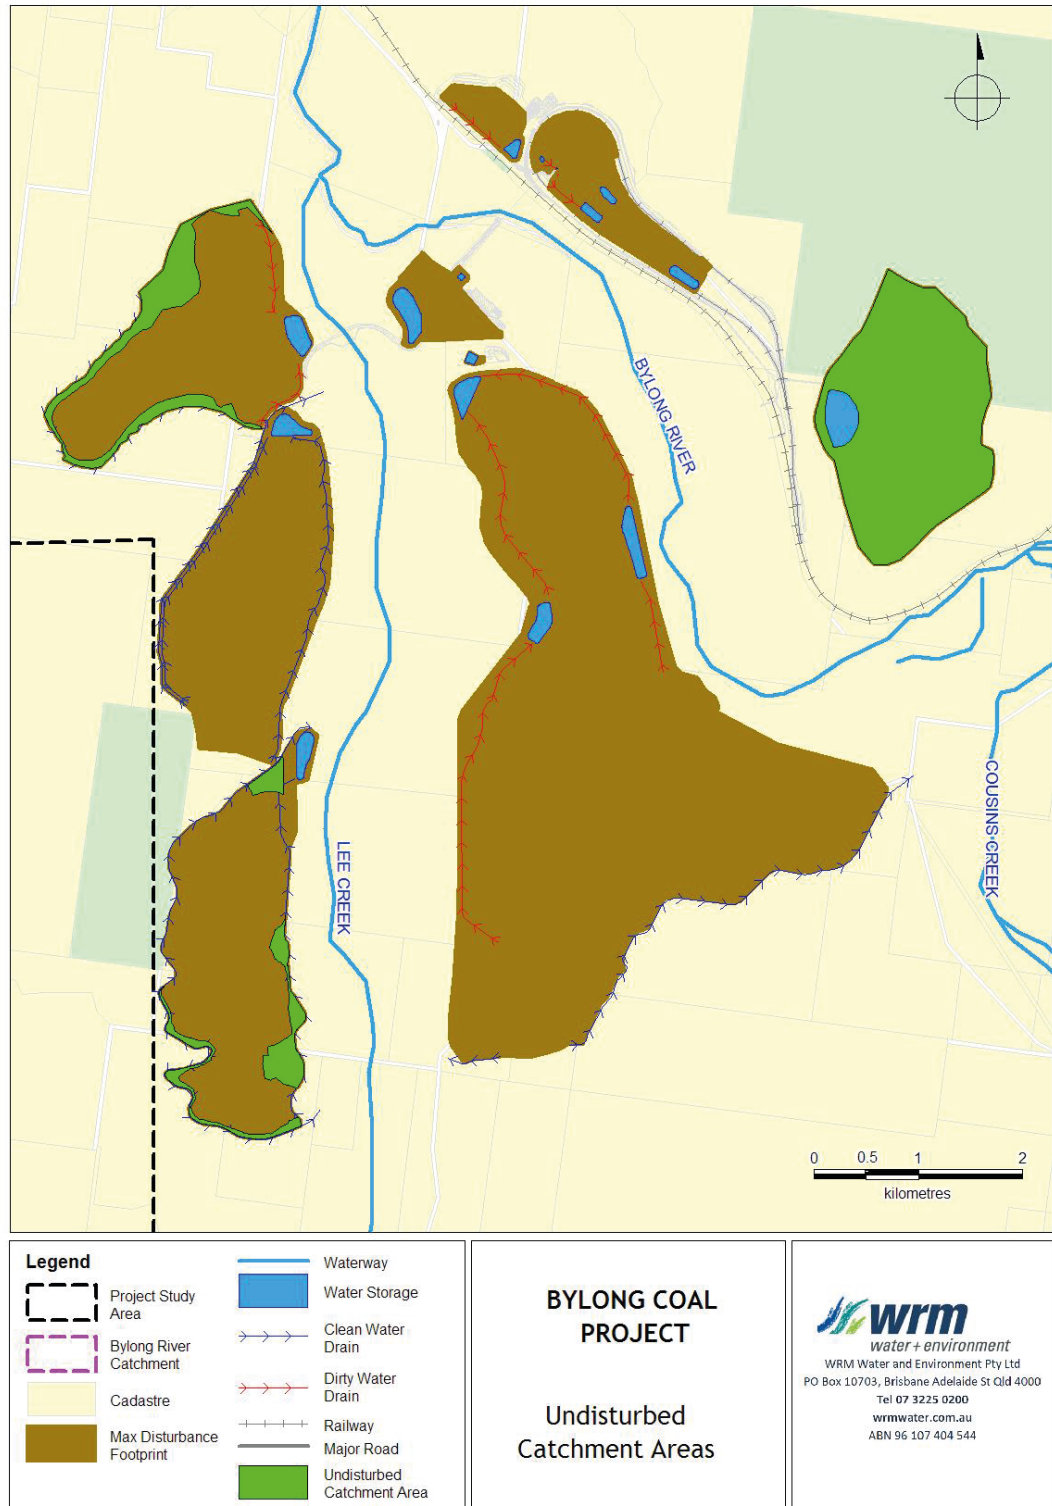 BYLONG RIVER
LEE CREEK
COUSINS CREEK
0 0.5 1 2
kilometres
Legend
Project Study
Area
Bylong River
Catchment
Cadastre
Max Disturbance
Footprint
Waterway
Water Storage
Clean Water
Drain
Dirty Water
Drain
Railway
Major Road
Undisturbed
Catchment Area
BYLONG COAL
PROJECT
Undisturbed
Catchment Areas
wrm
water + environment
WRM Water and Environment Pty Ltd
PO Box 10703, Brisbane Adelaide St Qld 4000
Tel 07 3225 0200
wrmwater.com.au
ABN 96 107 404 544